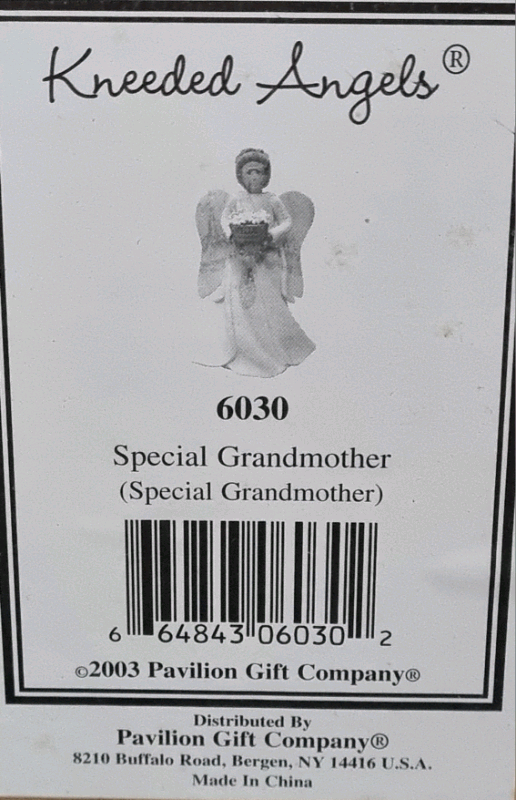 Kneeded Angels®
6030
Special Grandmother
(Special Grandmother)
6 64843 06030 2
©2003 Pavilion Gift Company®
Distributed By
Pavilion Gift Company®
8210 Buffalo Road, Bergen, NY 14416 U.S.A.
Made In China